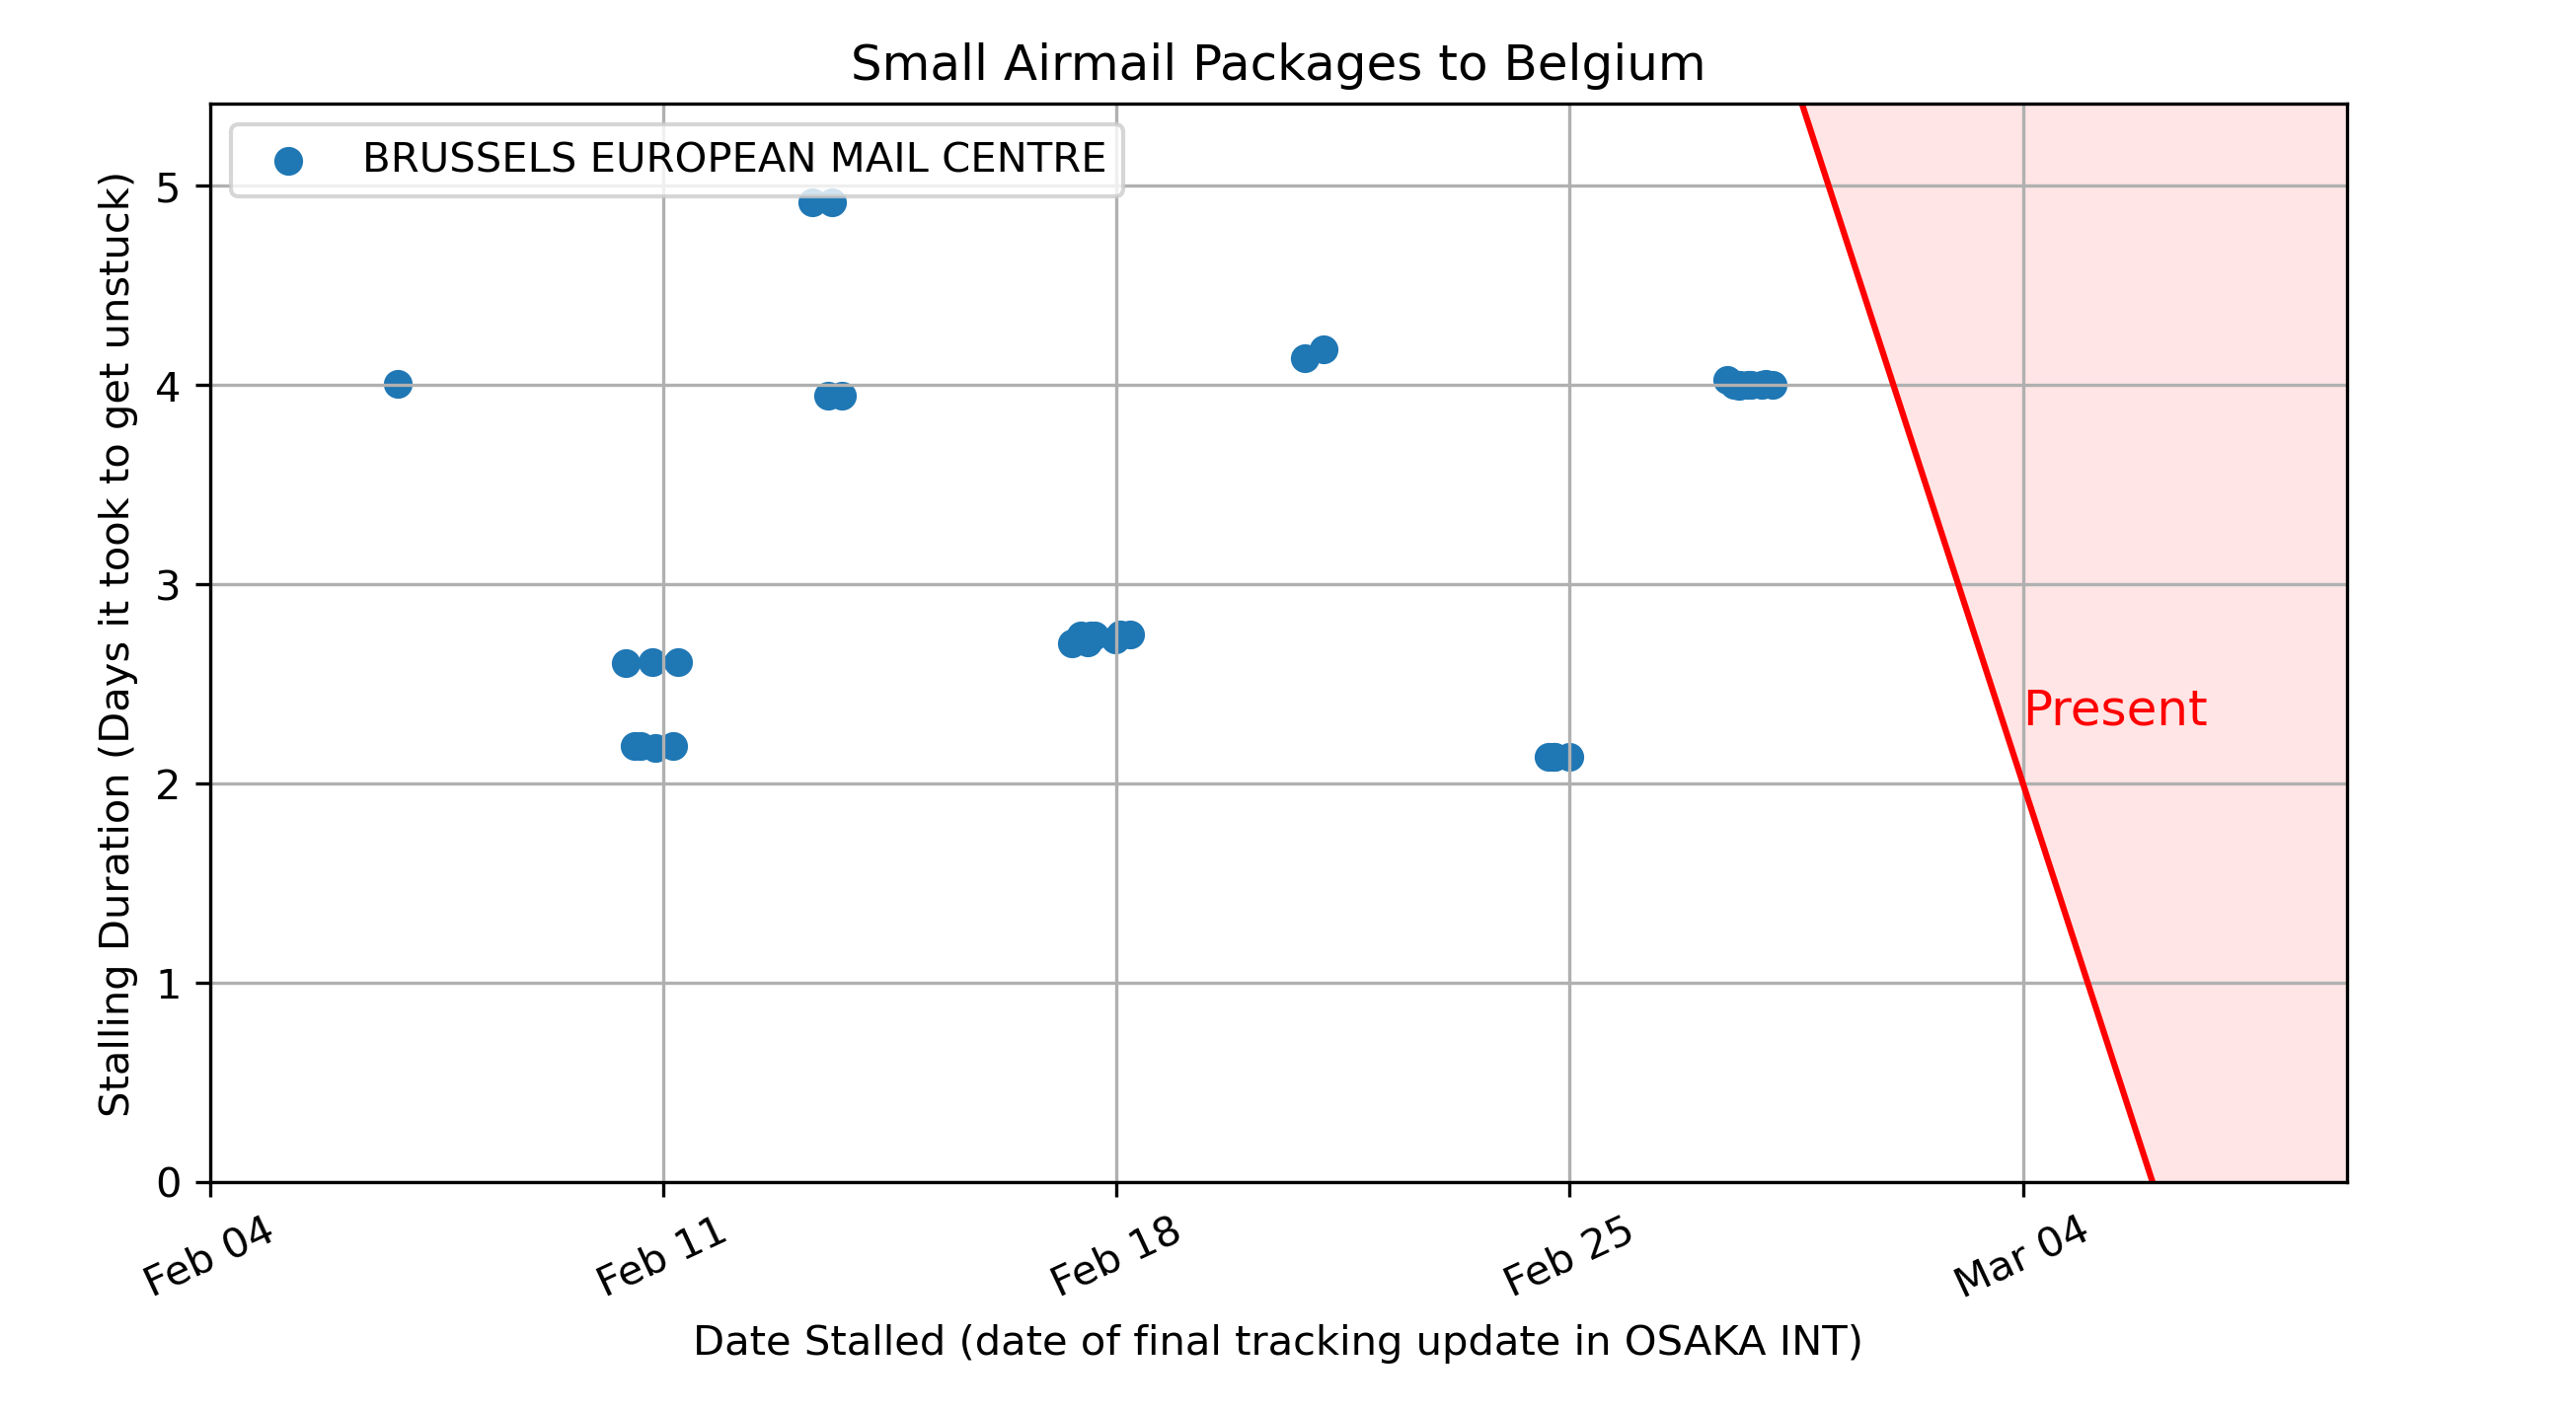 Small Airmail Packages to Belgium
BRUSSELS EUROPEAN MAIL CENTRE
Stalling Duration (Days it took to get unstuck)
5
4
3
2
1
0
Present
Feb 04
Feb 11
Feb 18
Feb 25
Mar 04
Date Stalled (date of final tracking update in OSAKA INT)